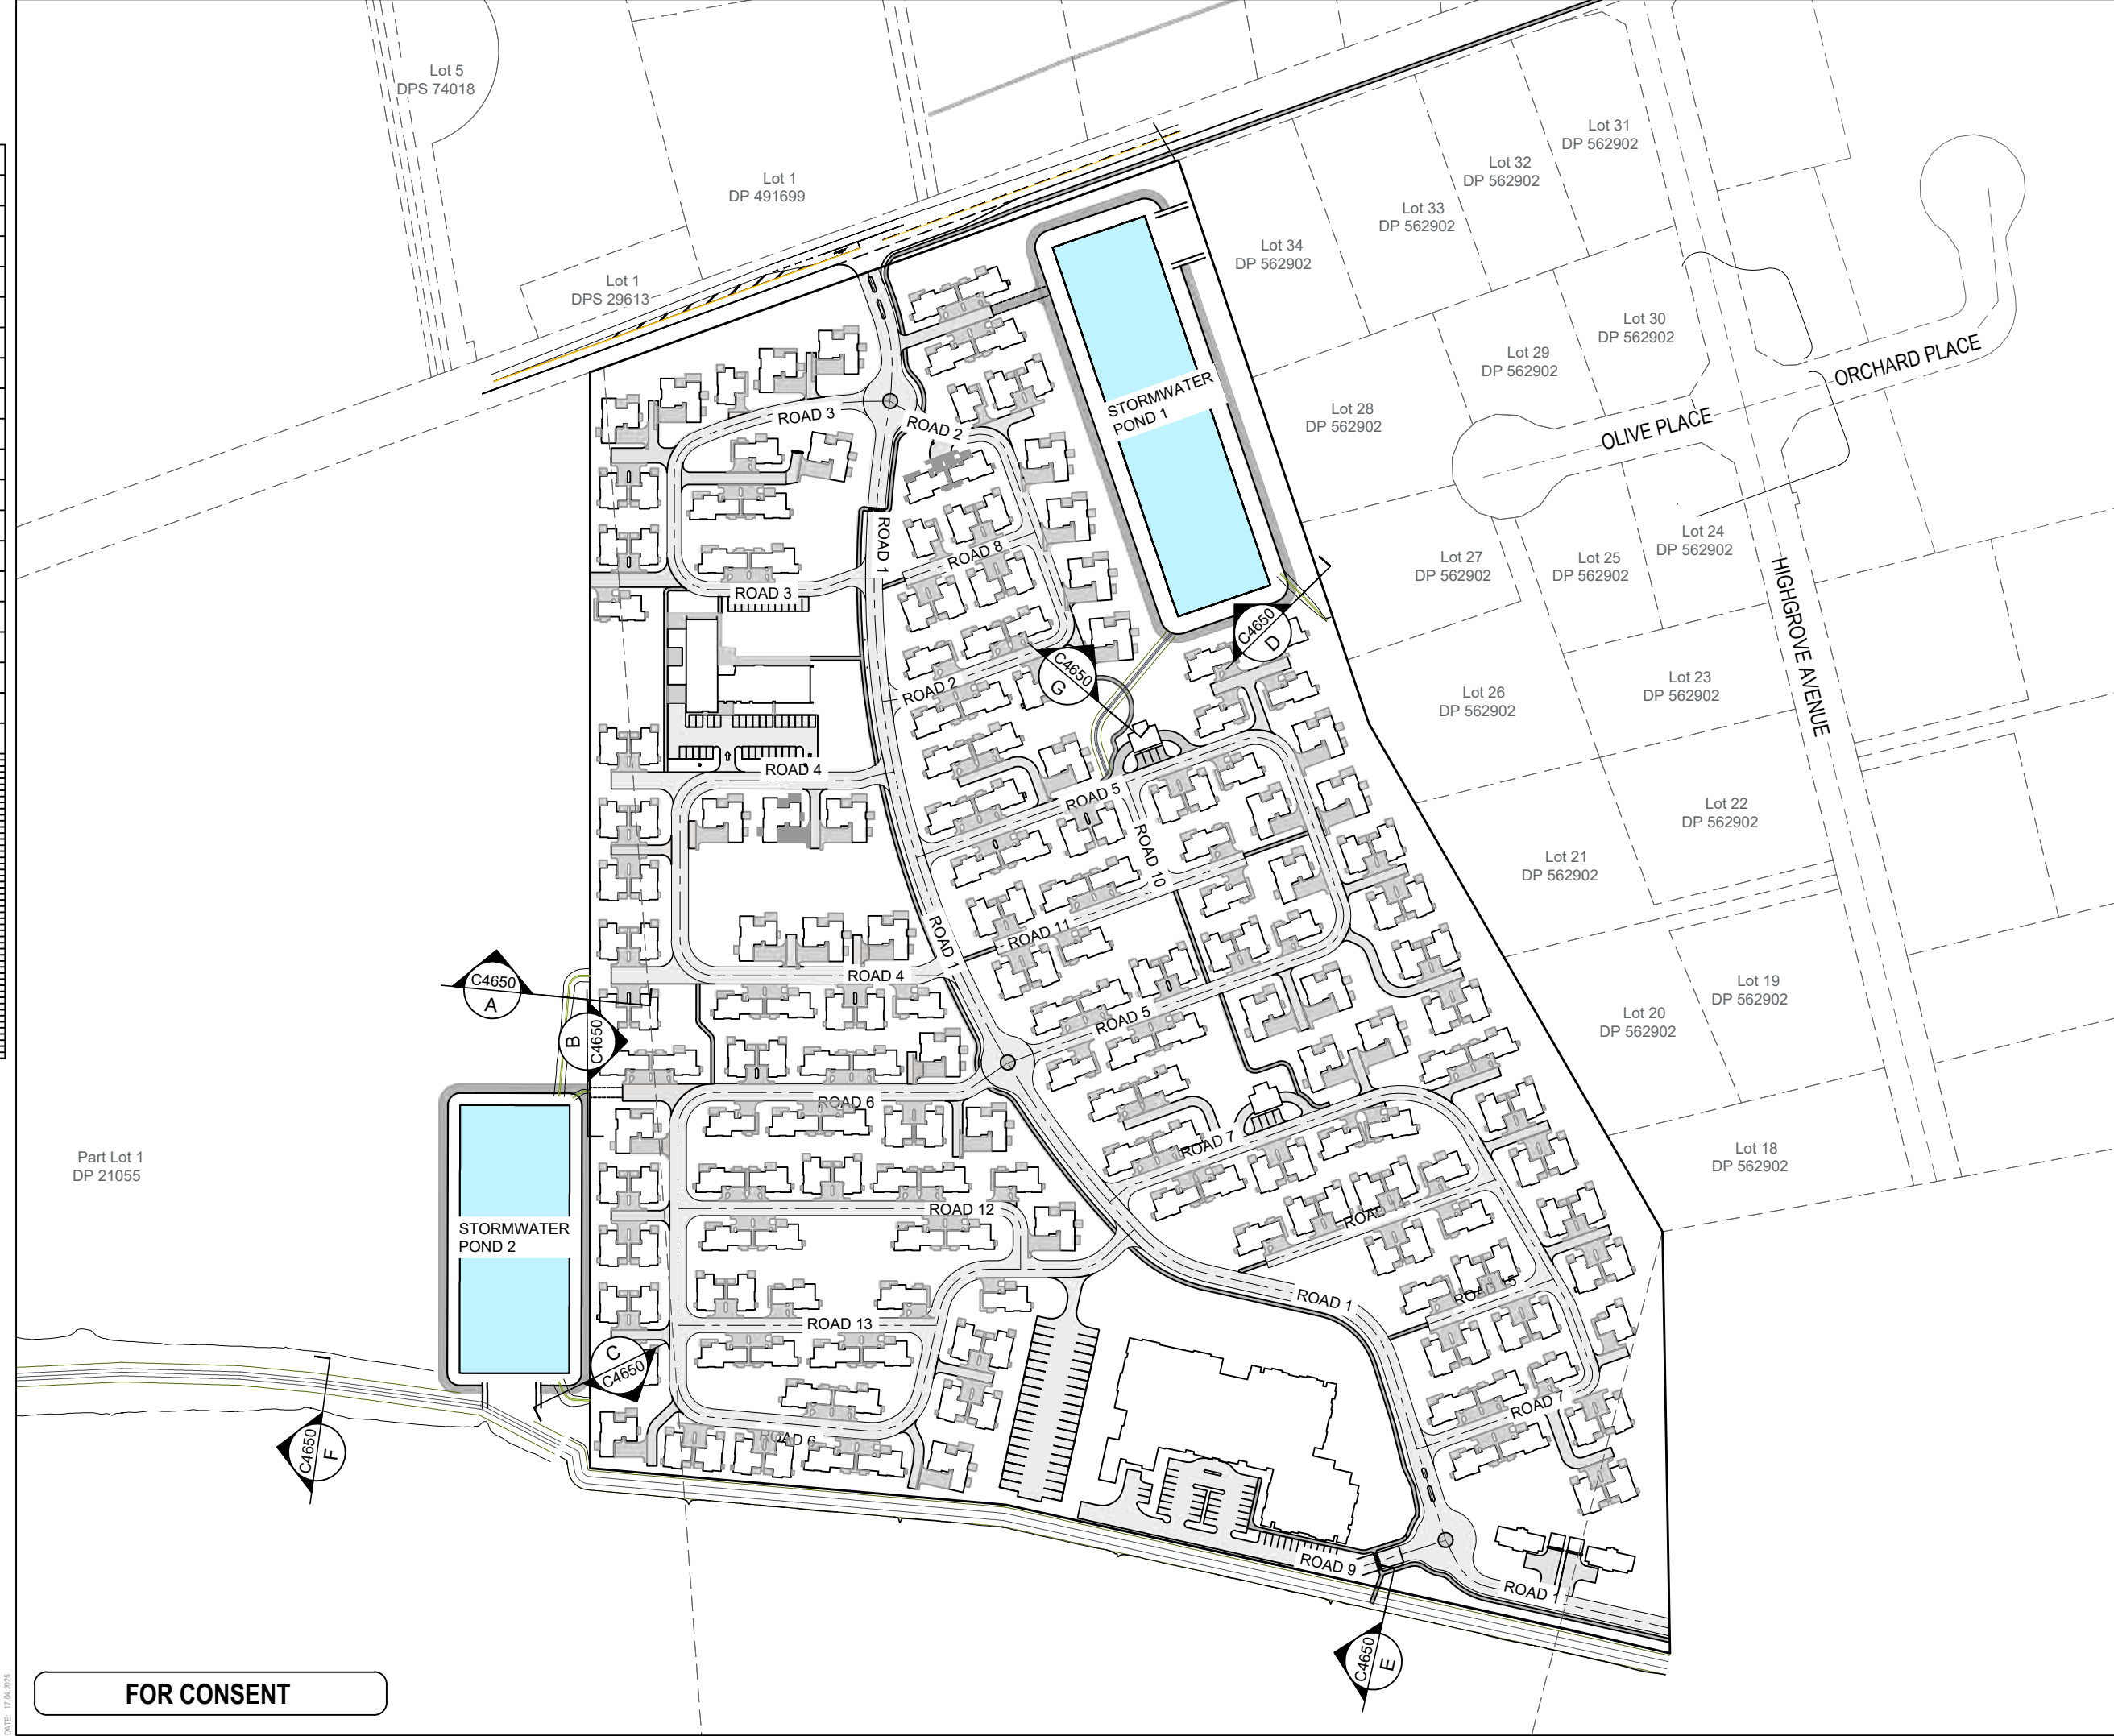 Lot 5
DPS 74018
Lot 1
DP 491699
Lot 1
DPS 29613
Lot 31
DP 562902
Lot 32
DP 562902
Lot 33
DP 562902
Lot 34
DP 562902
Lot 30
DP 562902
Lot 29
DP 562902
Lot 28
DP 562902
ORCHARD PLACE
OLIVE PLACE
HIGHGROVE AVENUE
Lot 24
DP 562902
Lot 25
DP 562902
Lot 27
DP 562902
Lot 23
DP 562902
Lot 26
DP 562902
Lot 22
DP 562902
Lot 21
DP 562902
Lot 19
DP 562902
Lot 20
DP 562902
Lot 18
DP 562902
STORMWATER
POND 1
ROAD 3
ROAD 2
ROAD 1
ROAD 8
ROAD 3
ROAD 2
C4650
D
C4650
G
ROAD 4
ROAD 5
ROAD 10
ROAD 1
ROAD 11
ROAD 4
ROAD 5
C4650
A
B
C4650
ROAD 6
ROAD 7
Part Lot 1
DP 21055
STORMWATER
POND 2
ROAD 12
ROAD 1
ROAD 13
C
C4650
ROAD 7
ROAD 6
C4650
F
ROAD 9
ROAD 1
C4650
E
FOR CONSENT
DATE: 17.04.2025